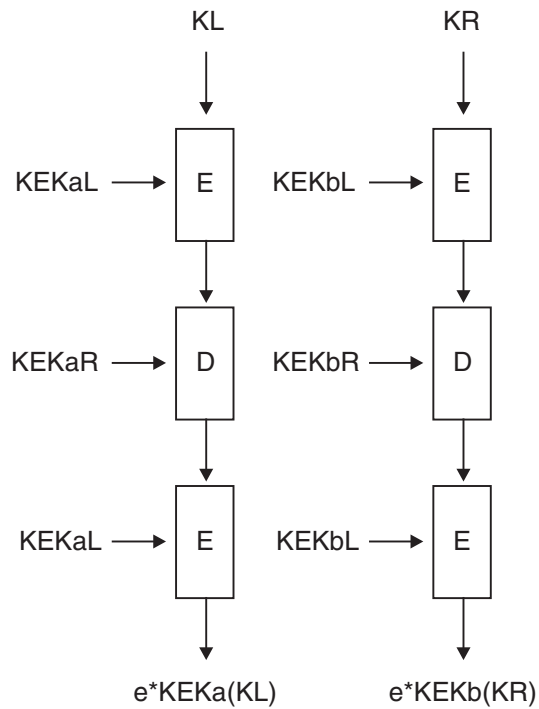 KL KR
KEKaL E KEKbL E
KEKaR D KEKbR D
KEKaL E KEKbL E
e*KEKa(KL) e*KEKb(KR)